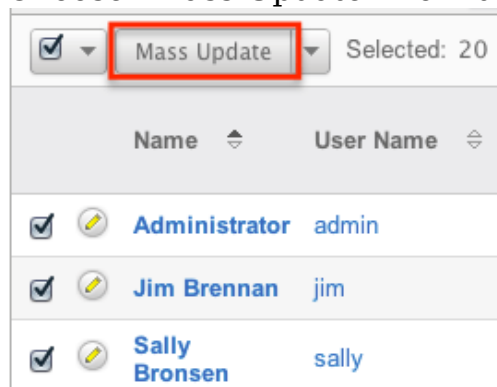 Mass Update Selected: 20
Name User Name
Administrator admin
Jim Brennan jim
Sally
Bronsen sally